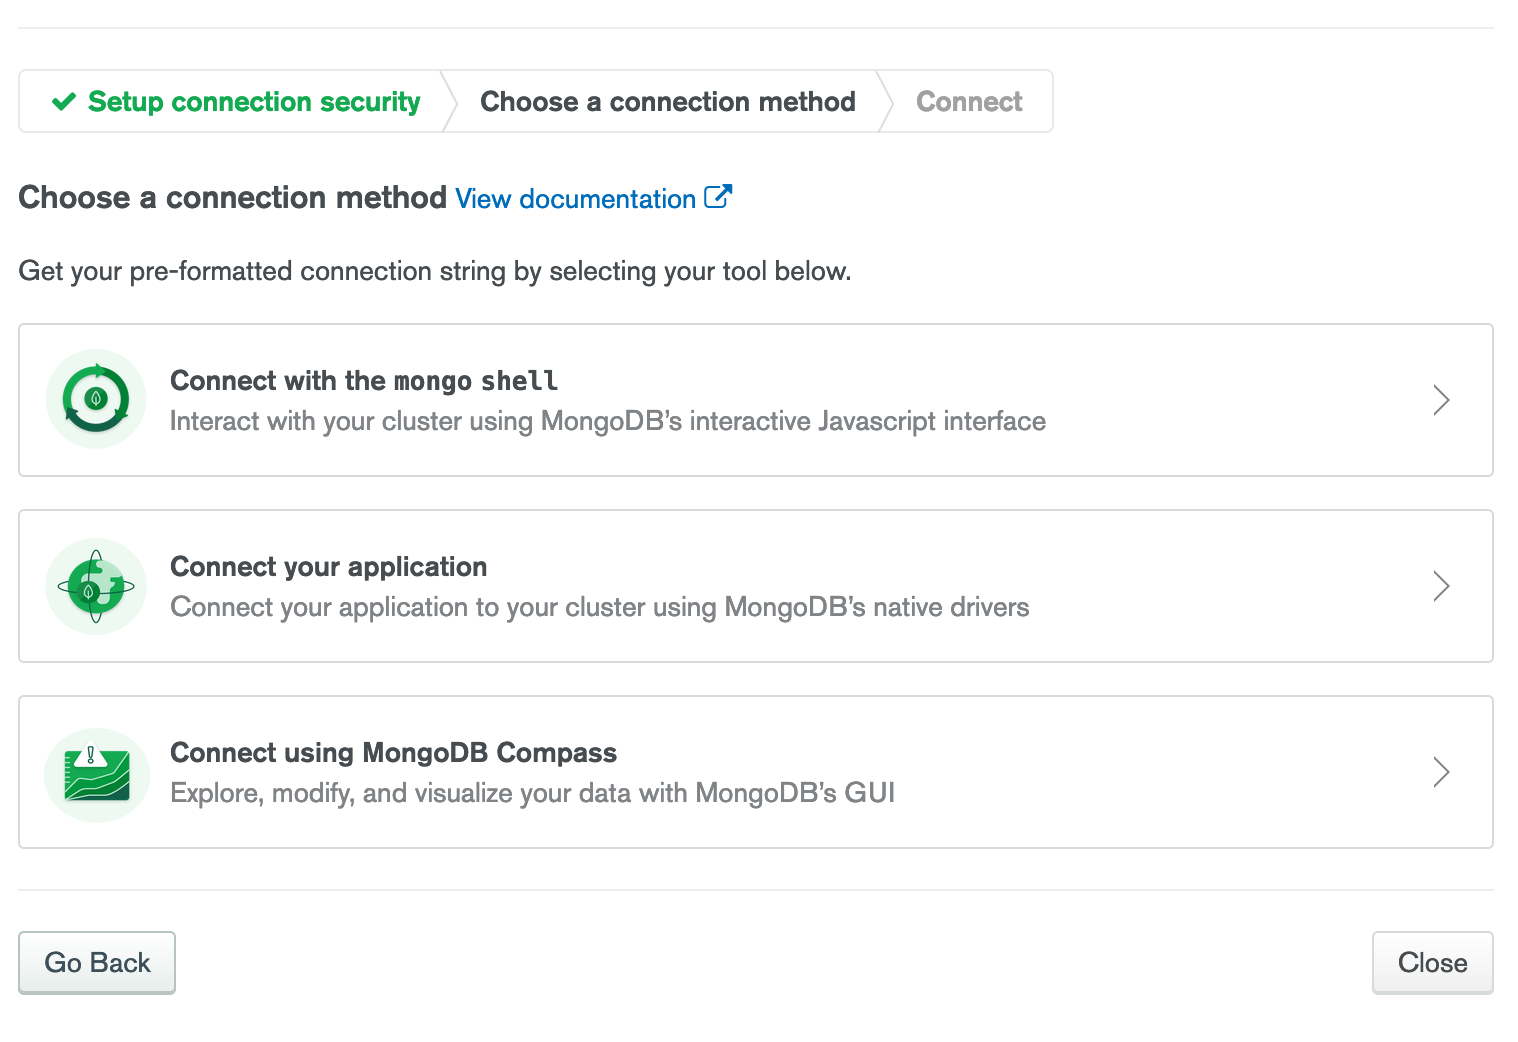 Setup connection security
Choose a connection method
Connect
Choose a connection method View documentation
Get your pre-formatted connection string by selecting your tool below.
Connect with the mongo shell
Interact with your cluster using MongoDB’s interactive Javascript interface
Connect your application
Connect your application to your cluster using MongoDB’s native drivers
Connect using MongoDB Compass
Explore, modify, and visualize your data with MongoDB’s GUI
Go Back
Close